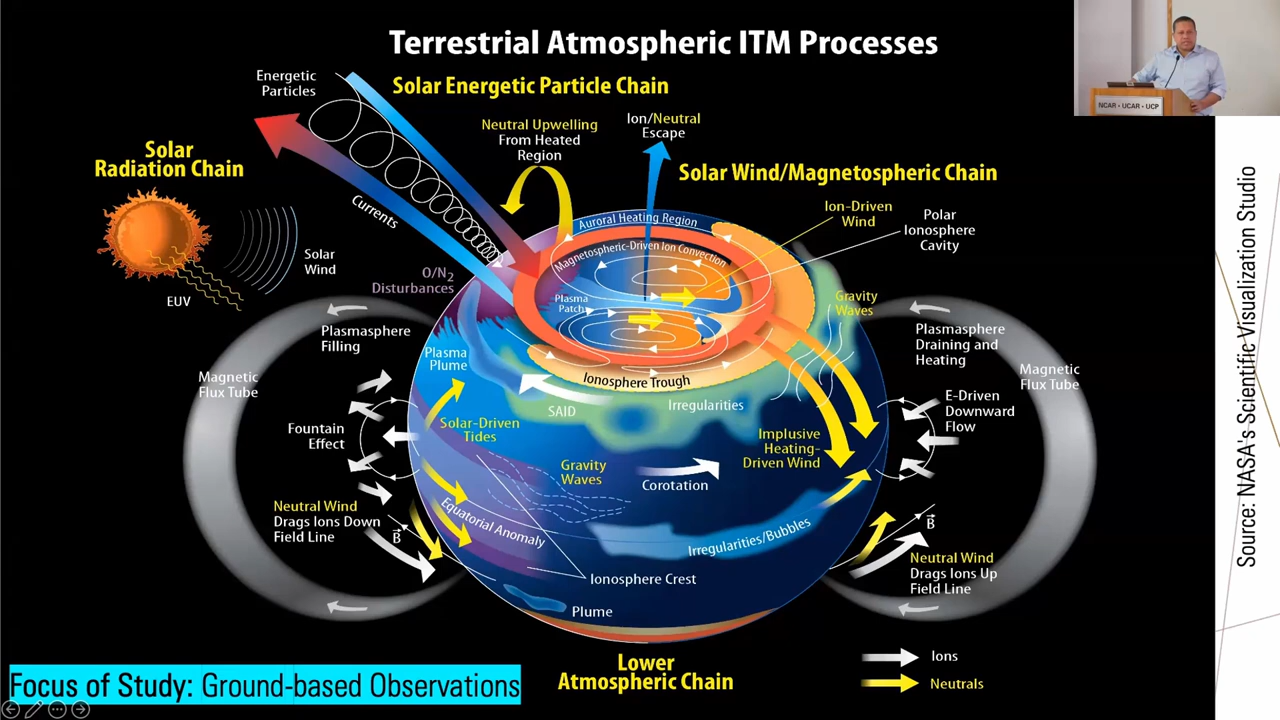 Terrestrial Atmospheric ITM Processes
NCAR • UCAR • UCP
Energetic
Particles
Solar Energetic Particle Chain
Neutral Upwelling
From Heated
Region
Ion/Neutral
Escape
Solar
Radiation Chain
Solar Wind/Magnetospheric Chain
Currents
Ion-Driven
Wind
Polar
Ionosphere
Cavity
Auroral Heating Region
Magnetospheric-Driven Ion Convection
Solar
Wind
EUV
O/N2
Disturbances
Plasma
Patch
Gravity
Waves
Plasmasphere
Filling
Plasmasphere
Draining and
Heating
Magnetic
Flux Tube
Magnetic
Flux Tube
Plasma
Plume
Ionosphere Trough
SAID
Irregularities
E-Driven
Downward
Flow
Fountain
Effect
Solar-Driven
Tides
Implusive
Heating-
Driven Wind
Gravity
Waves
Corotation
Neutral Wind
Drags Ions Down
Field Line
B
Equatorial Anomaly
Irregularities/Bubbles
B
Neutral Wind
Drags Ions Up
Field Line
Ionosphere Crest
Plume
Lower
Atmospheric Chain
Ions
Neutrals
Focus of Study: Ground-based Observations
Source: NASA's Scientific Visualization Studio